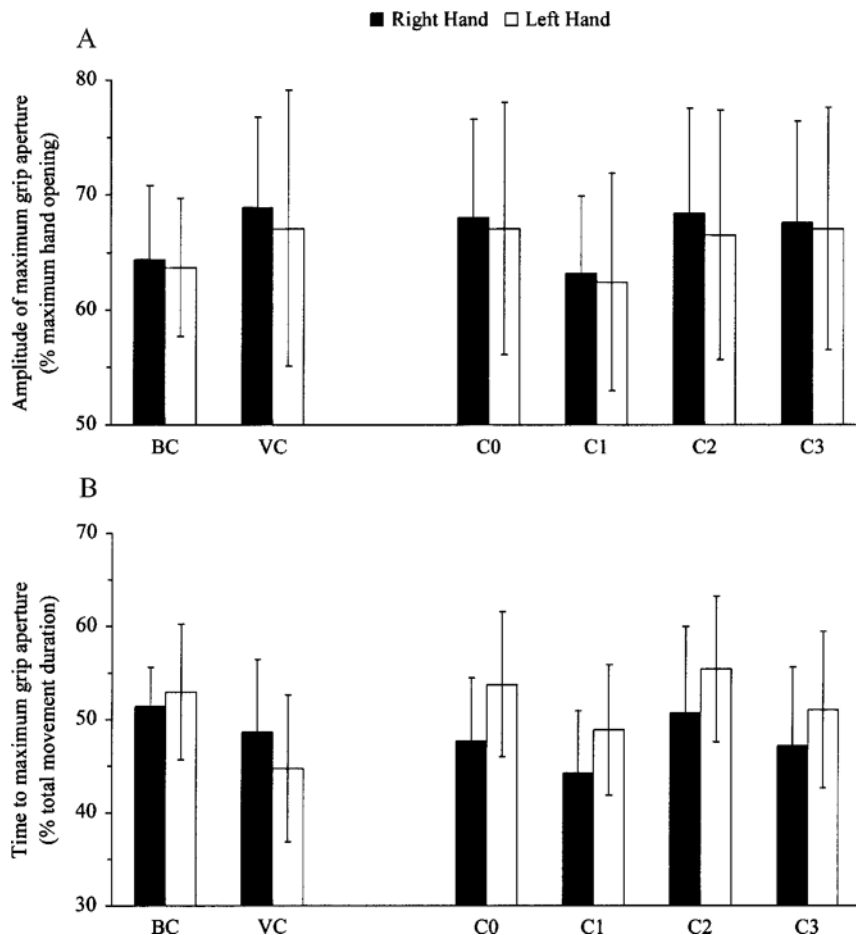 ■ Right Hand □ Left Hand
A
Amplitude of maximum grip aperture
(% maximum hand opening)
80
70
60
50
BC VC C0 C1 C2 C3
B
Time to maximum grip aperture
(% total movement duration)
70
60
50
40
30
BC VC C0 C1 C2 C3